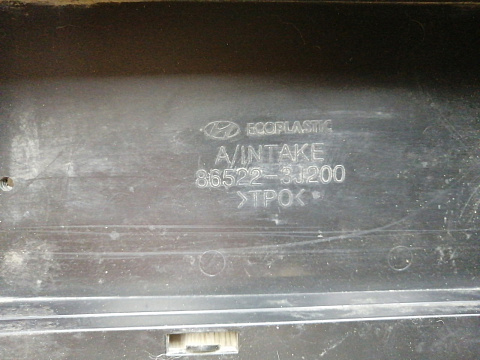 ECOPLASTIC
A/INTAKE
86522-3J200
>TPO<